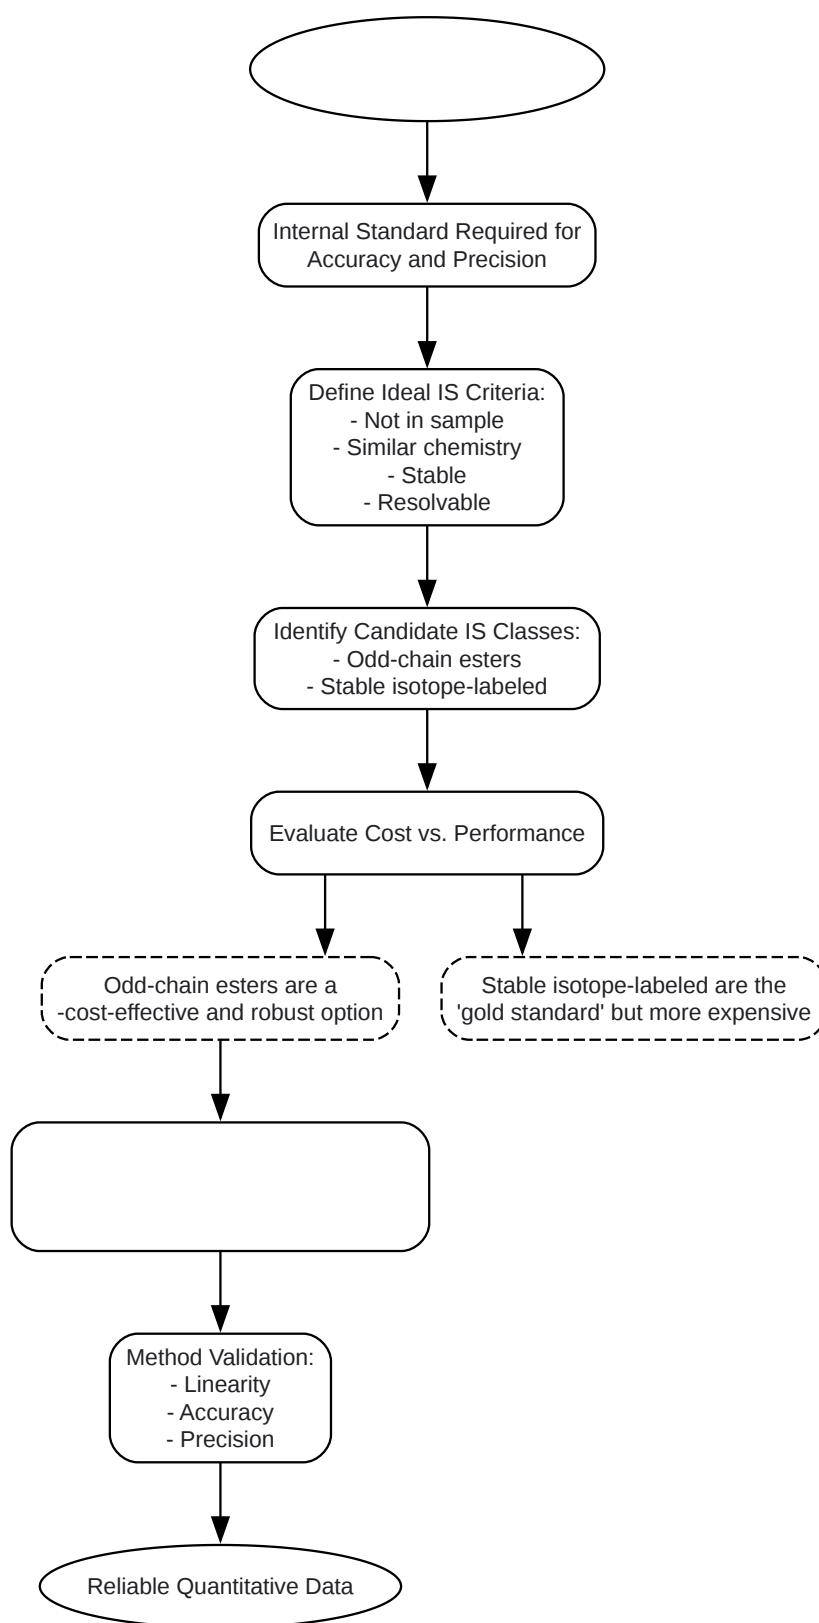 Internal Standard Required for
Accuracy and Precision
Define Ideal IS Criteria:
- Not in sample
- Similar chemistry
- Stable
- Resolvable
Identify Candidate IS Classes:
- Odd-chain esters
- Stable isotope-labeled
Evaluate Cost vs. Performance
Odd-chain esters are a
-cost-effective and robust option
Stable isotope-labeled are the
'gold standard' but more expensive
Method Validation:
- Linearity
- Accuracy
- Precision
Reliable Quantitative Data